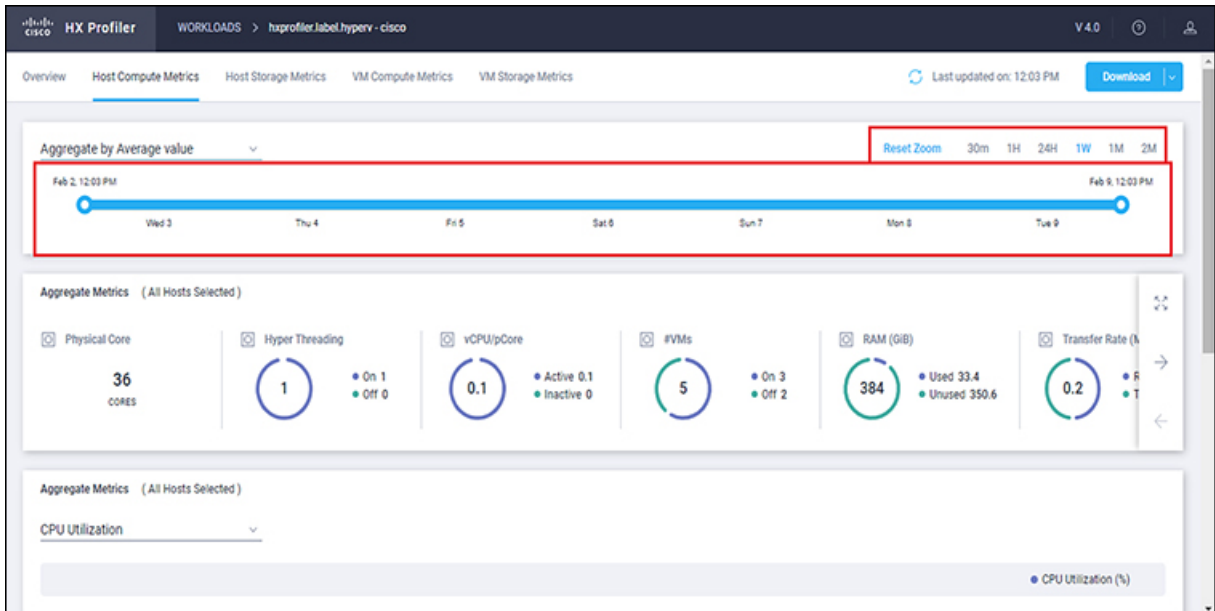 cisco HX Profiler WORKLOADS > hxprofiler.label.hyperv - cisco V 4.0
Overview Host Compute Metrics Host Storage Metrics VM Compute Metrics VM Storage Metrics Last updated on: 12:03 PM Download
Aggregate by Average value Reset Zoom 30m 1H 24H 1W 1M 2M
Feb 2, 12:03 PM Feb 9, 12:03 PM
Wed 3 Thu 4 Fri 5 Sat 6 Sun 7 Mon 8 Tue 9
Aggregate Metrics ( All Hosts Selected )
Physical Core Hyper Threading vCPU/pCore #VMs RAM (GiB) Transfer Rate (M
36 CORES
1 On 1 Off 0
0.1 Active 0.1 Inactive 0
5 On 3 Off 2
384 Used 33.4 Unused 350.6
0.2 R T
Aggregate Metrics ( All Hosts Selected )
CPU Utilization
CPU Utilization (%)